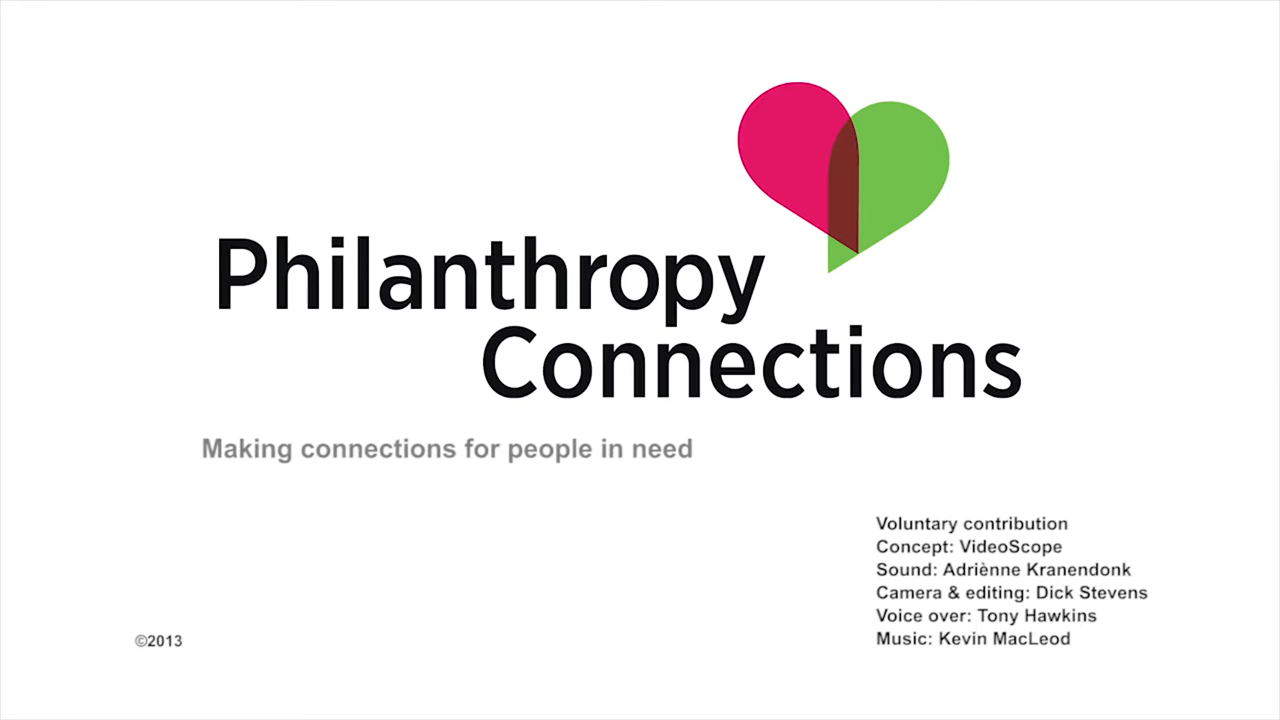 Philanthropy
Connections
Making connections for people in need
Voluntary contribution
Concept: VideoScope
Sound: Adriènne Kranendonk
Camera & editing: Dick Stevens
Voice over: Tony Hawkins
Music: Kevin MacLeod
©2013